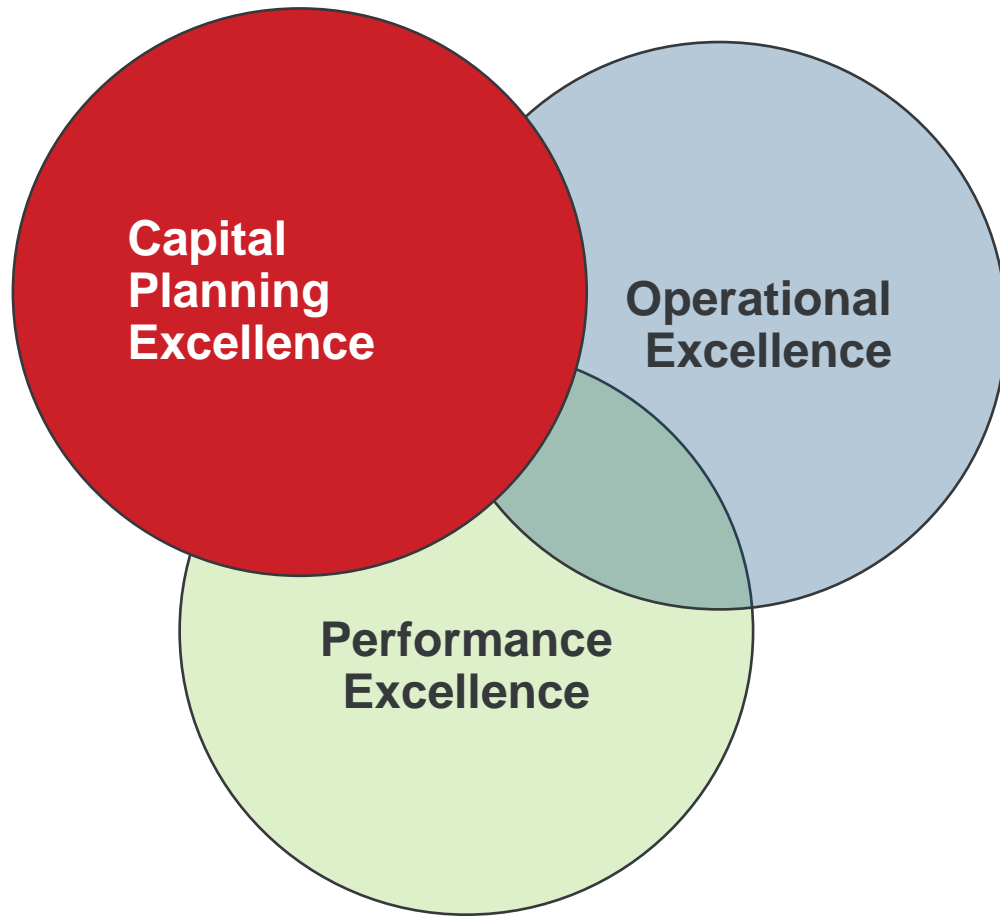 Capital
Planning
Excellence
Operational
Excellence
Performance
Excellence